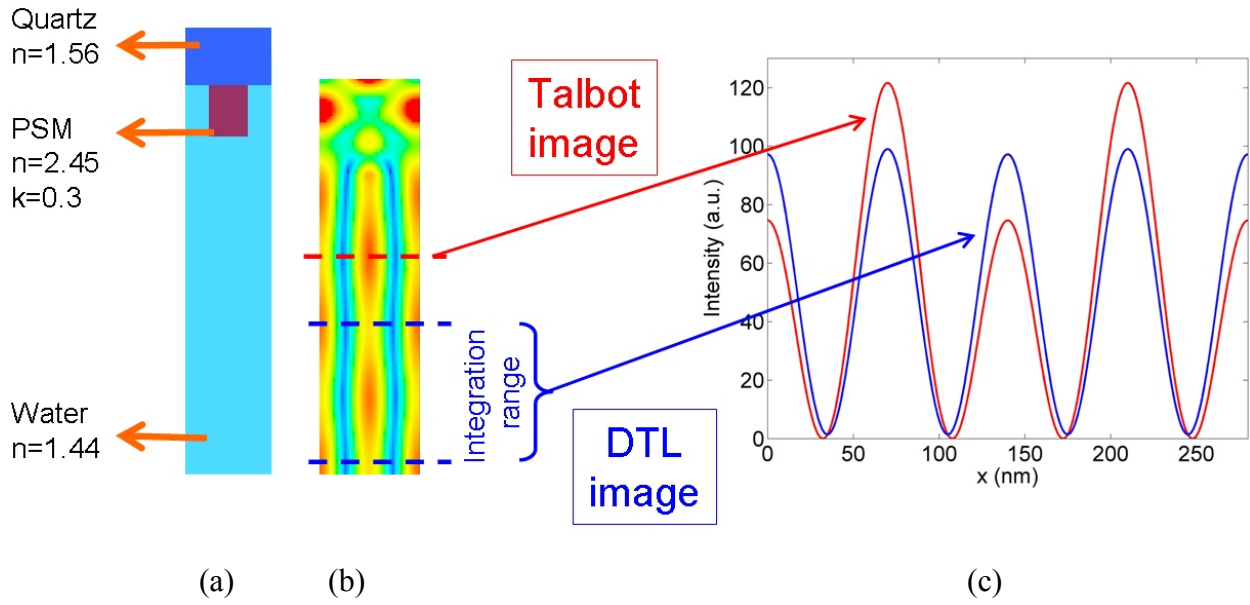 Quartz
n=1.56
PSM
n=2.45
k=0.3
Water
n=1.44
Talbot
image
Integration
range
DTL
image
Intensity (a.u.)
120
100
80
60
40
20
0
0
50
100
150
200
250
x (nm)
(a)
(b)
(c)